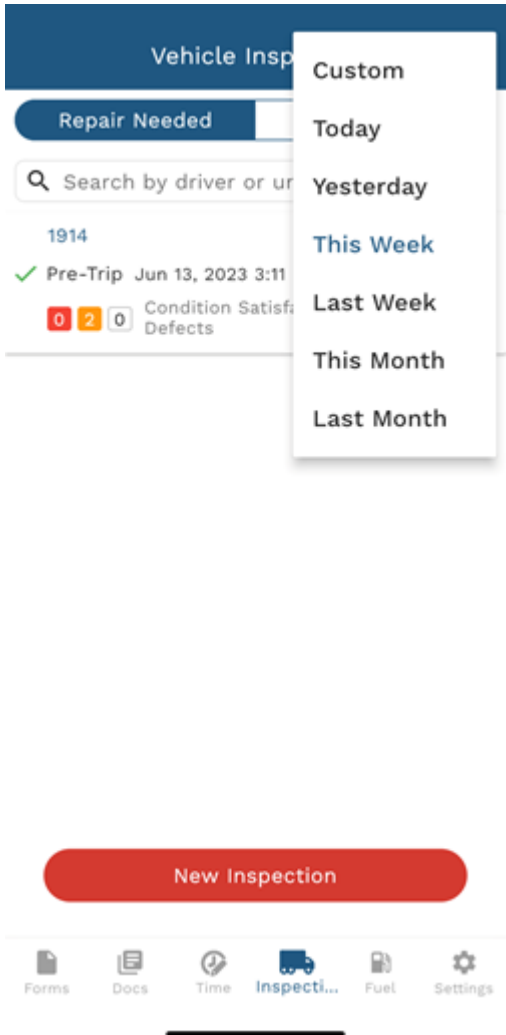 Vehicle Insp
Custom
Repair Needed
Today
Search by driver or ur
Yesterday
1914
This Week
Pre-Trip Jun 13, 2023 3:11
Last Week
0 2 0 Condition Satisfa
Defects
This Month
Last Month
New Inspection
Forms Docs Time Inspecti... Fuel Settings